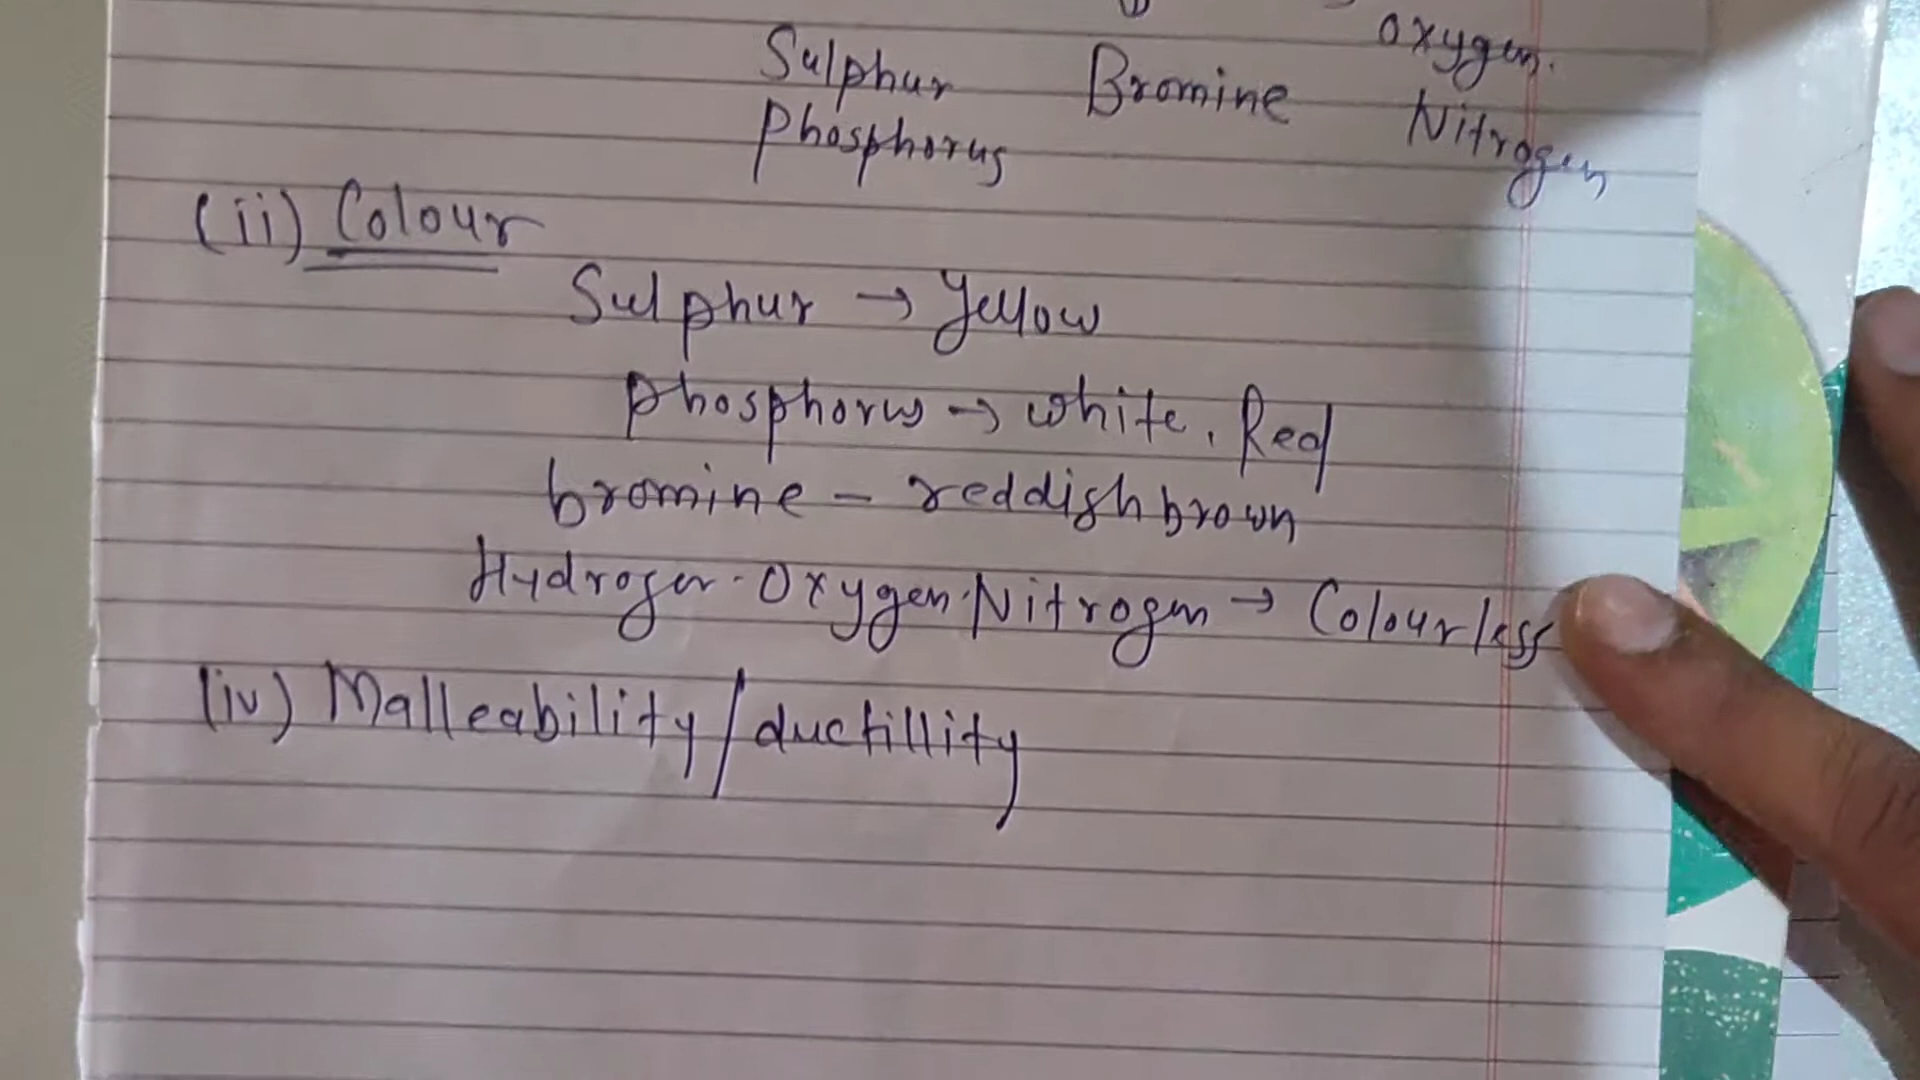 oxygen.
Sulphur Bromine Nitrogen
Phosphorus
(ii) Colour
Sulphur → Yellow
Phosphorus → white, Red
bromine – reddish brown
Hydrogen. Oxygen. Nitrogen → Colourless
(iv) Malleability/ductillity